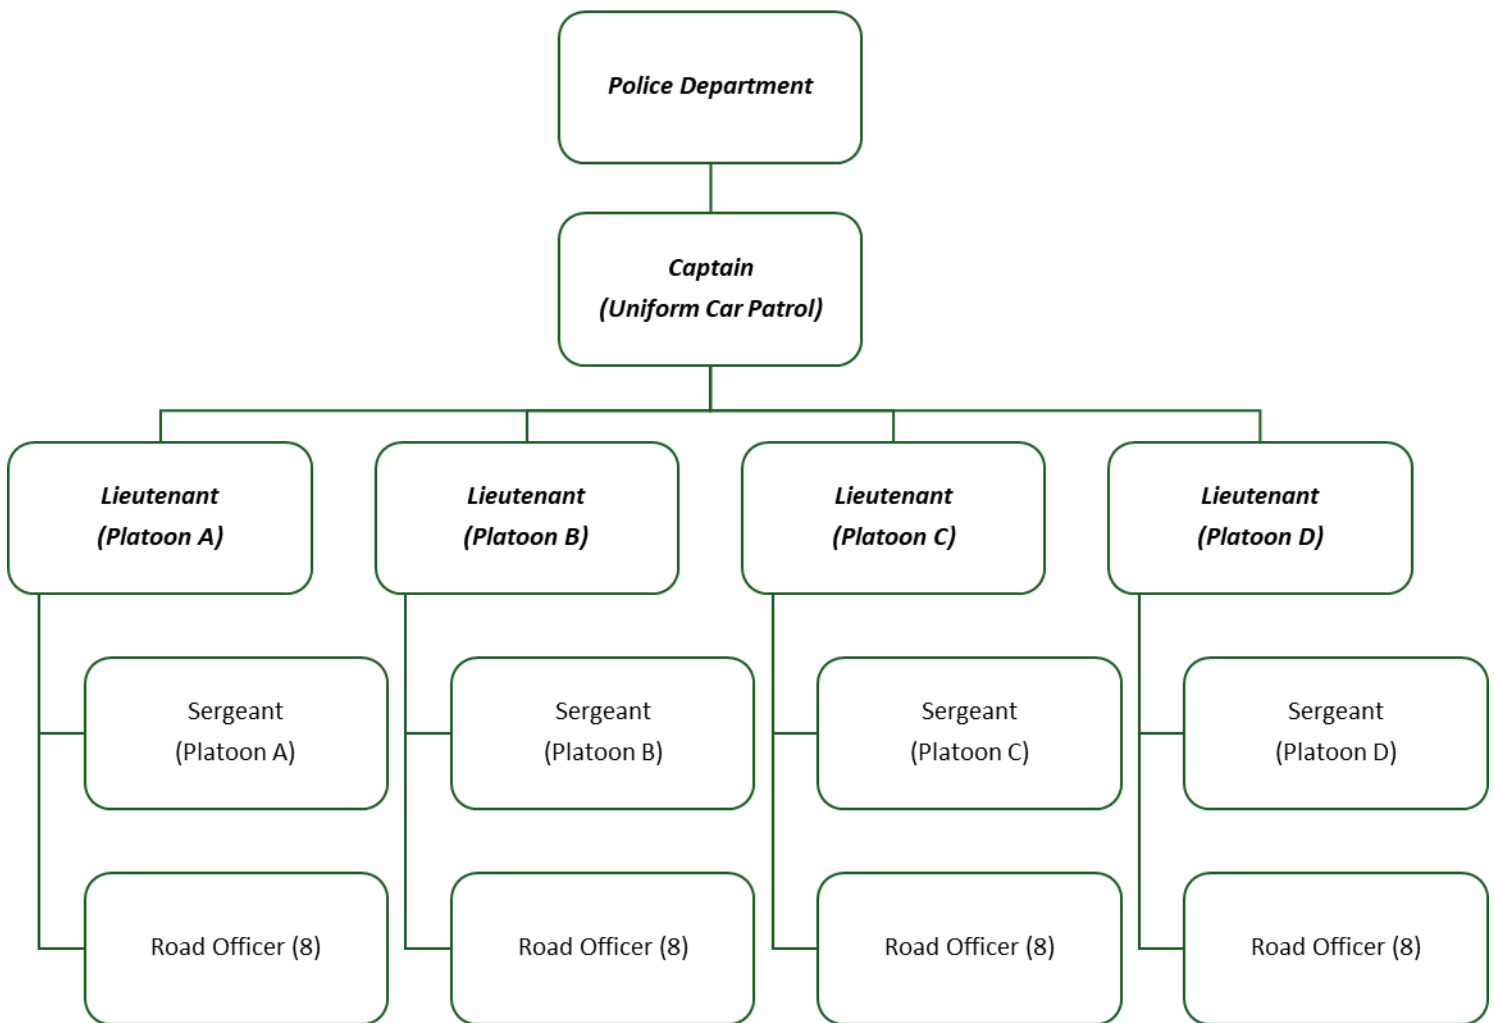 Police Department
Captain
(Uniform Car Patrol)
Lieutenant
(Platoon A)
Lieutenant
(Platoon B)
Lieutenant
(Platoon C)
Lieutenant
(Platoon D)
Sergeant
(Platoon A)
Sergeant
(Platoon B)
Sergeant
(Platoon C)
Sergeant
(Platoon D)
Road Officer (8)
Road Officer (8)
Road Officer (8)
Road Officer (8)